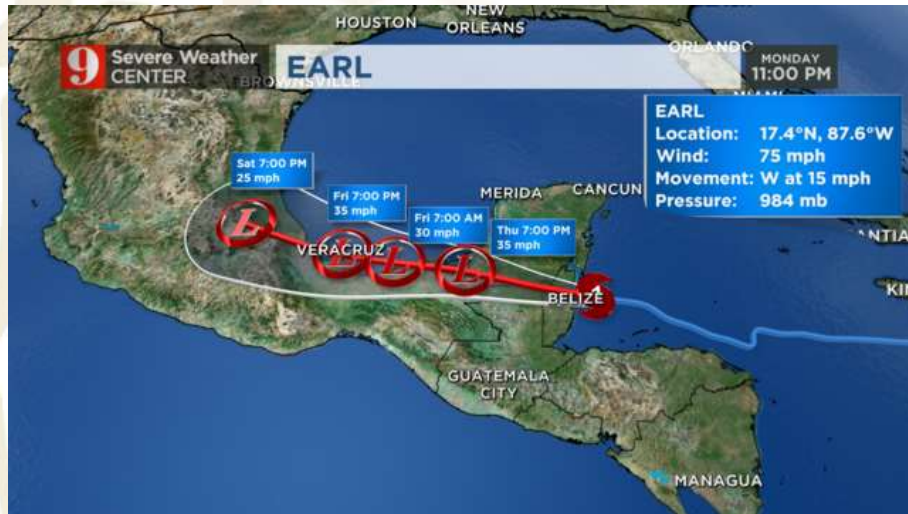 HOUSTON
NEW
ORLEANS
9 Severe Weather
CENTER
EARL
ORLANDO
MONDAY
11:00 PM
BROWNSVILLE
MIAMI
EARL
Location: 17.4°N, 87.6°W
Wind: 75 mph
Movement: W at 15 mph
Pressure: 984 mb
Sat 7:00 PM
25 mph
Fri 7:00 PM
35 mph
MERIDA
CANCUN
Fri 7:00 AM
30 mph
Thu 7:00 PM
35 mph
VERACRUZ
L
L
L
L
BELIZE
1
GUATEMALA
CITY
MANAGUA